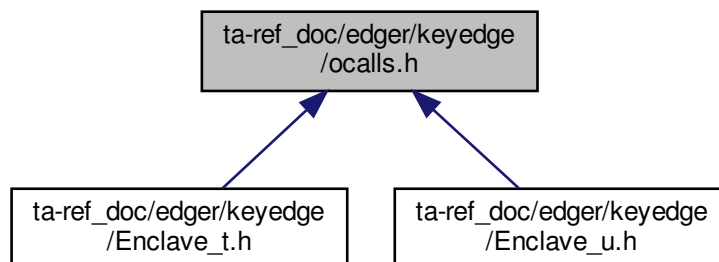 ta-ref_doc/edger/keyedge
/ocalls.h
ta-ref_doc/edger/keyedge
/Enclave_t.h
ta-ref_doc/edger/keyedge
/Enclave_u.h